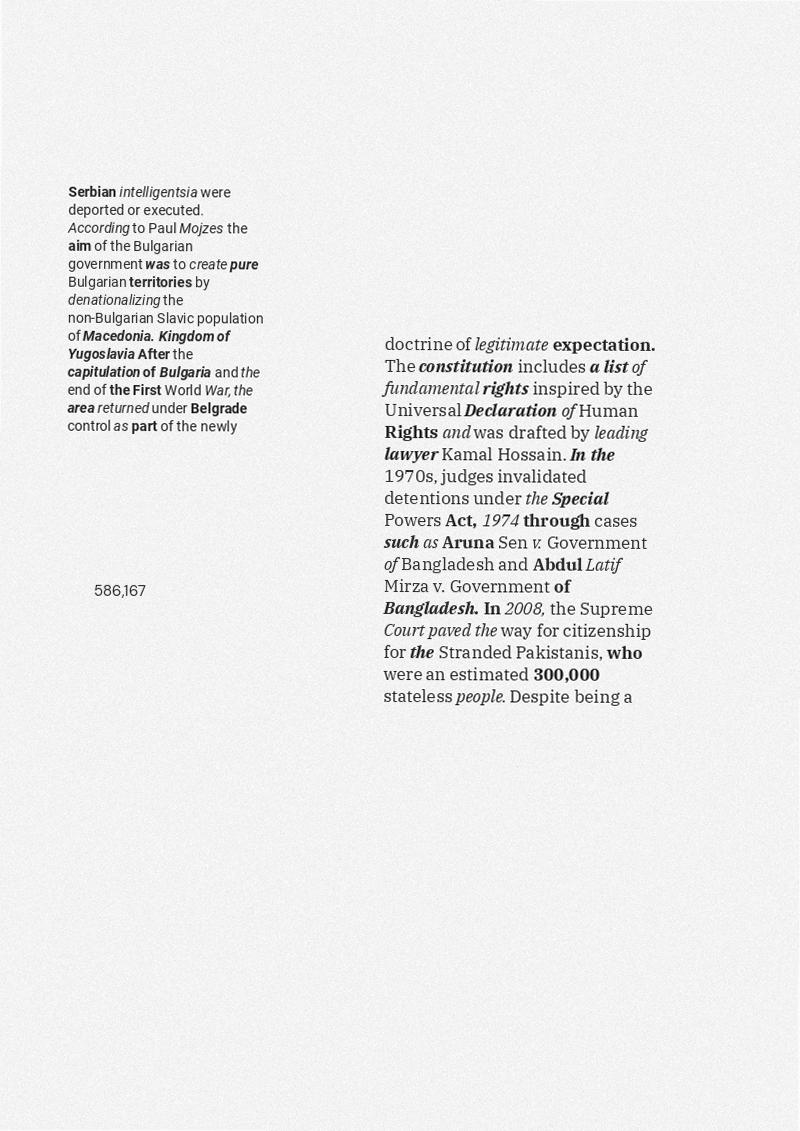 Serbian intelligentsia were
deported or executed.
According to Paul Mojzes the
aim of the Bulgarian
government was to create pure
Bulgarian territories by
denationalizing the
non-Bulgarian Slavic population
of Macedonia. Kingdom of
Yugoslavia After the
capitulation of Bulgaria and the
end of the First World War, the
area returned under Belgrade
control as part of the newly
586,167
doctrine of legitimate expectation.
The constitution includes a list of
fundamental rights inspired by the
Universal Declaration of Human
Rights and was drafted by leading
lawyer Kamal Hossain. In the
1970s, judges invalidated
detentions under the Special
Powers Act, 1974 through cases
such as Aruna Sen v. Government
of Bangladesh and Abdul Latif
Mirza v. Government of
Bangladesh. In 2008, the Supreme
Court paved the way for citizenship
for the Stranded Pakistanis, who
were an estimated 300,000
stateless people. Despite being a